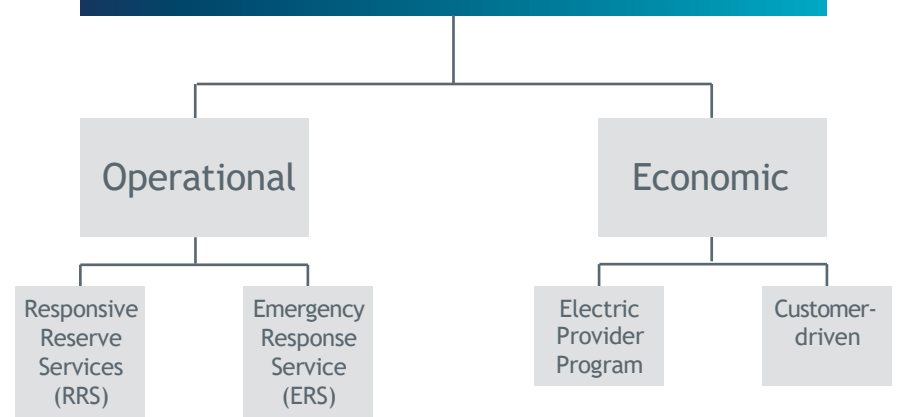 Operational
Economic
Responsive
Reserve
Services
(RRS)
Emergency
Response
Service
(ERS)
Electric
Provider
Program
Customer-
driven